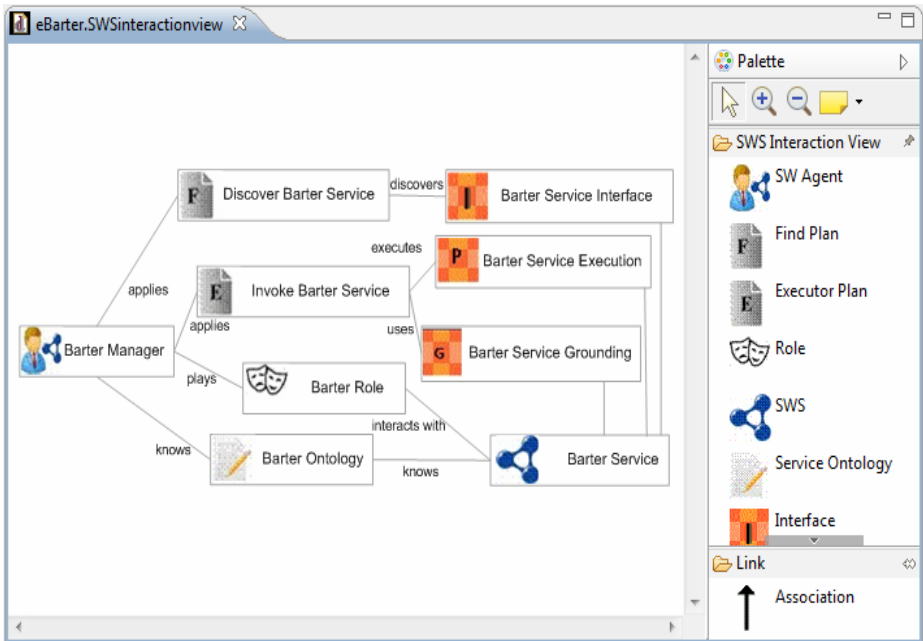 eBarter.SWSinteractionview
Palette
SWS Interaction View
SW Agent
F
Find Plan
E
Executor Plan
Role
SWS
Service Ontology
I
Interface
Link
Association
F
Discover Barter Service
discovers
I
Barter Service Interface
executes
P
Barter Service Execution
E
Invoke Barter Service
applies
applies
uses
G
Barter Service Grounding
Barter Manager
plays
Barter Role
interacts with
knows
Barter Ontology
knows
Barter Service